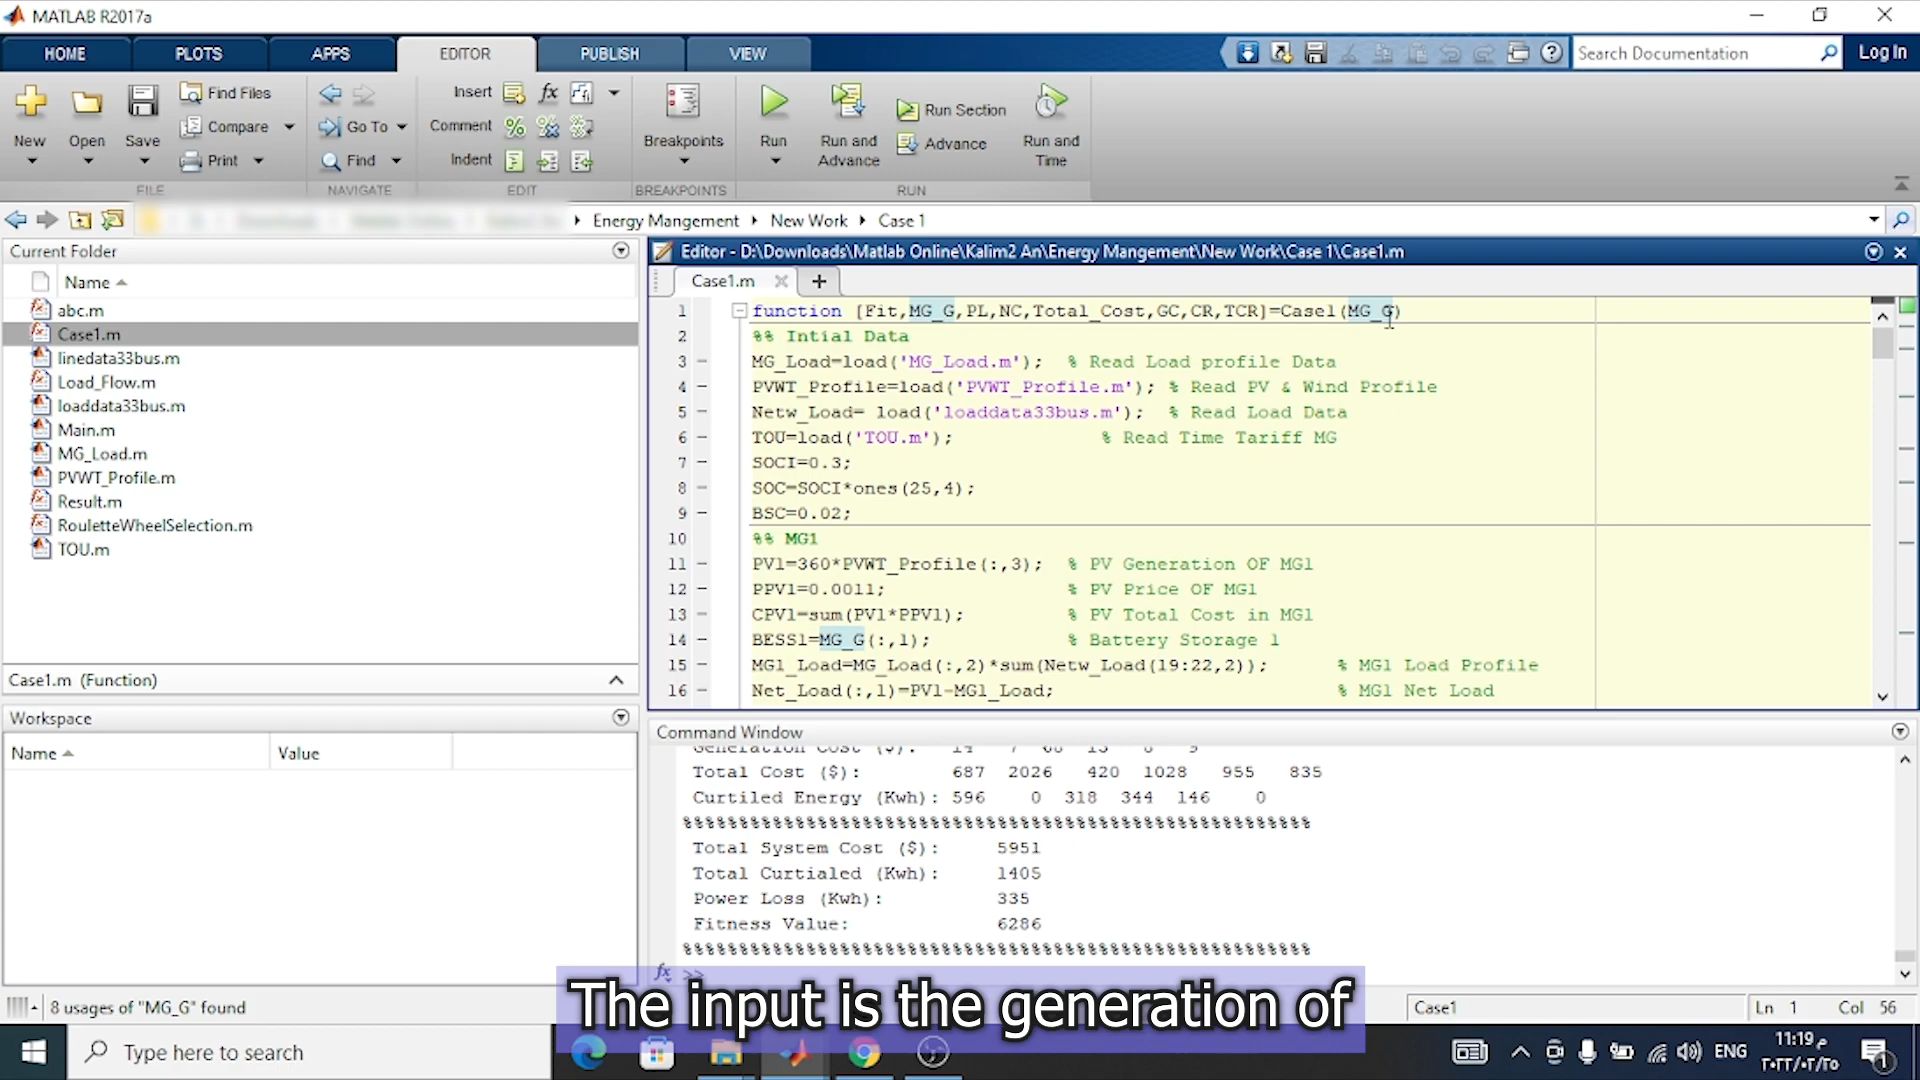 MATLAB R2017a
HOME PLOTS APPS EDITOR PUBLISH VIEW
Search Documentation
Log In
New Open Save
Find Files
Compare
Print
Go To
Find
Insert
Comment
Indent
Breakpoints
Run
Run and Advance
Run Section
Advance
Run and Time
FILE NAVIGATE EDIT BREAKPOINTS RUN
Energy Mangement New Work Case 1
Current Folder
Name
abc.m
Case1.m
linedata33bus.m
Load_Flow.m
loaddata33bus.m
Main.m
MG_Load.m
PVWT_Profile.m
Result.m
RouletteWheelSelection.m
TOU.m
Case1.m (Function)
Workspace
Name Value
Editor - D:\Downloads\Matlab Online\Kalim2 An\Energy Mangement\New Work\Case 1\Case1.m
Case1.m
1 function [Fit,MG_G,PL,NC,Total_Cost,GC,CR,TCR]=Case1(MG_G)
2 %% Intial Data
3 MG_Load=load('MG_Load.m'); % Read Load profile Data
4 PVWT_Profile=load('PVWT_Profile.m'); % Read PV & Wind Profile
5 Netw_Load= load('loaddata33bus.m'); % Read Load Data
6 TOU=load('TOU.m'); % Read Time Tariff MG
7 SOCI=0.3;
8 SOC=SOCI*ones(25,4);
9 BSC=0.02;
10 %% MG1
11 PV1=360*PVWT_Profile(:,3); % PV Generation OF MG1
12 PPV1=0.0011; % PV Price OF MG1
13 CPV1=sum(PV1*PPV1); % PV Total Cost in MG1
14 BESS1=MG_G(:,1); % Battery Storage 1
15 MG1_Load=MG_Load(:,2)*sum(Netw_Load(19:22,2)); % MG1 Load Profile
16 Net_Load(:,1)=PV1-MG1_Load; % MG1 Net Load
Command Window
Generation Cost ($): 14 7 68 13 8 9
Total Cost ($): 687 2026 420 1028 955 835
Curtiled Energy (Kwh): 596 0 318 344 146 0
%%%%%%%%%%%%%%%%%%%%%%%%%%%%%%%%%%%%%%%%%%%%%%%%%%%%%%%%
Total System Cost ($): 5951
Total Curtialed (Kwh): 1405
Power Loss (Kwh): 335
Fitness Value: 6286
%%%%%%%%%%%%%%%%%%%%%%%%%%%%%%%%%%%%%%%%%%%%%%%%%%%%%%%%
fx >>
The input is the generation of
8 usages of "MG_G" found
Case1
Ln 1 Col 56
Type here to search
ENG
11:19 م
٢٠٢٢/٠٢/٢٥
1